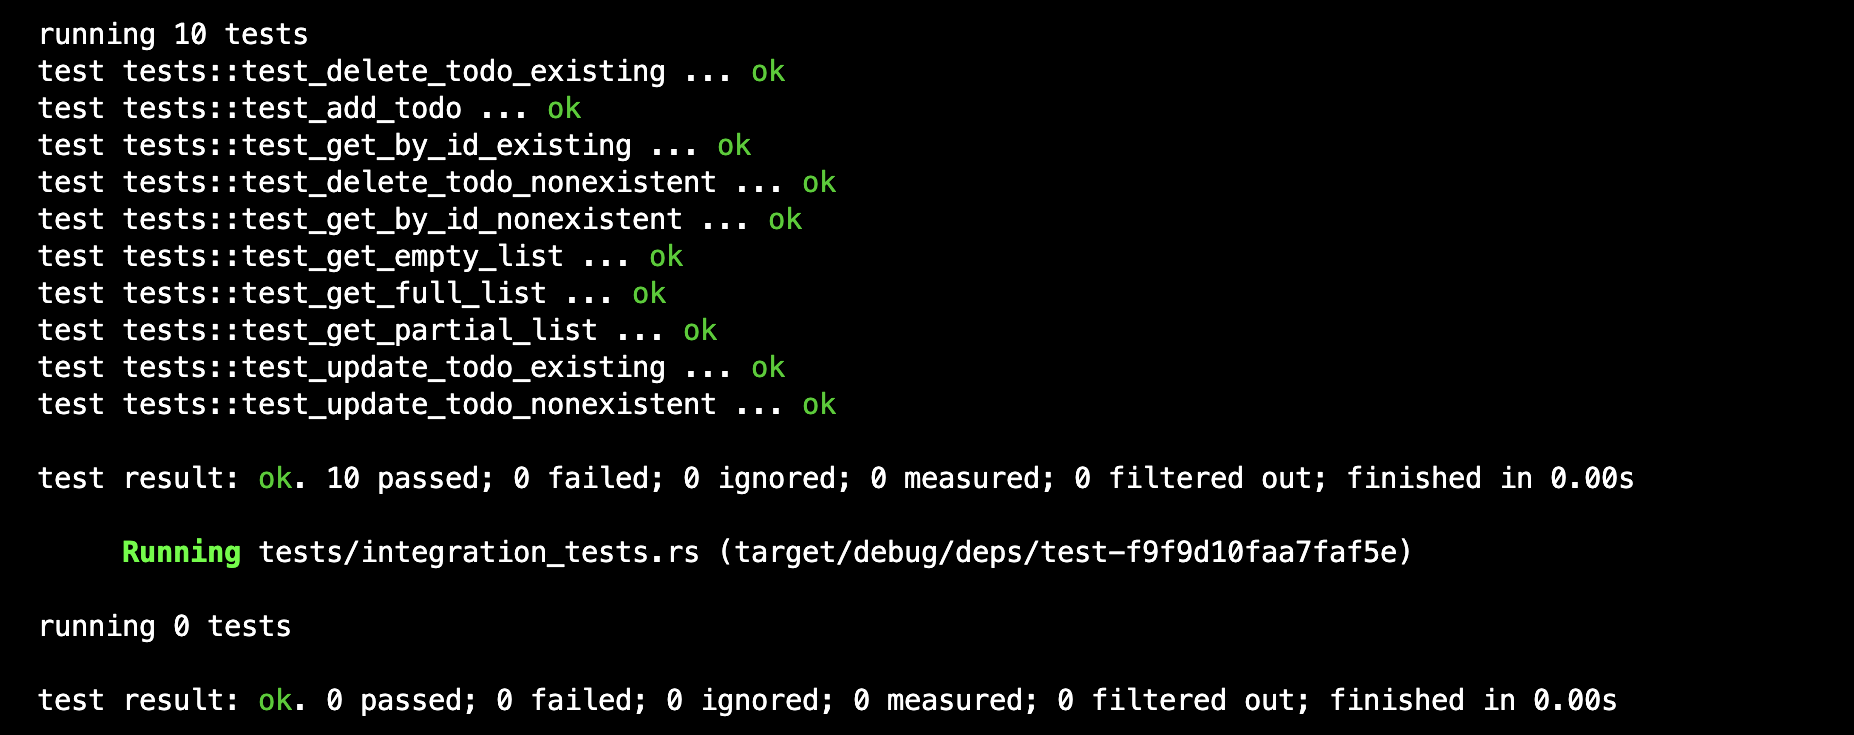 running 10 tests
test tests::test_delete_todo_existing ... ok
test tests::test_add_todo ... ok
test tests::test_get_by_id_existing ... ok
test tests::test_delete_todo_nonexistent ... ok
test tests::test_get_by_id_nonexistent ... ok
test tests::test_get_empty_list ... ok
test tests::test_get_full_list ... ok
test tests::test_get_partial_list ... ok
test tests::test_update_todo_existing ... ok
test tests::test_update_todo_nonexistent ... ok
test result: ok. 10 passed; 0 failed; 0 ignored; 0 measured; 0 filtered out; finished in 0.00s
Running tests/integration_tests.rs (target/debug/deps/test-f9f9d10faa7faf5e)
running 0 tests
test result: ok. 0 passed; 0 failed; 0 ignored; 0 measured; 0 filtered out; finished in 0.00s